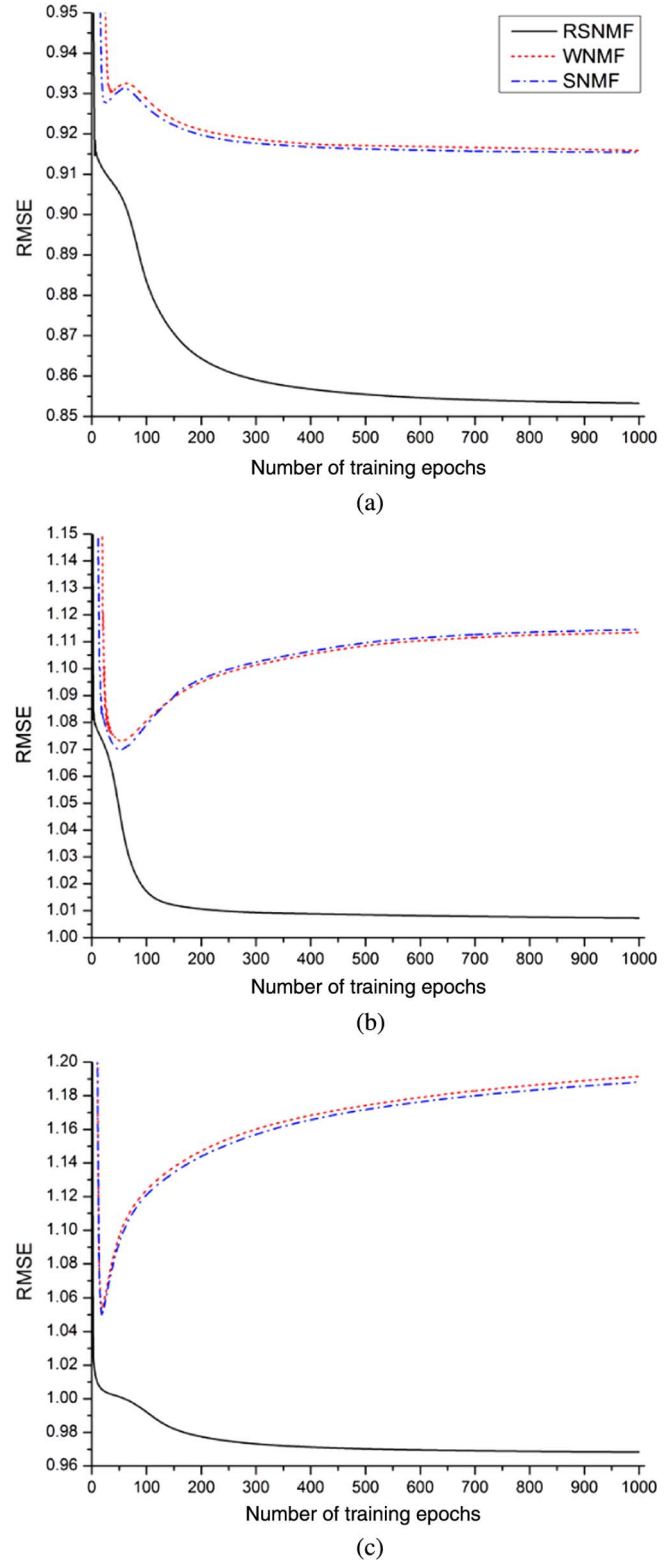 0.95
0.94
0.93
0.92
0.91
0.90
0.89
0.88
0.87
0.86
0.85
RMSE
RSNMF
WNMF
SNMF
0 100 200 300 400 500 600 700 800 900 1000
Number of training epochs
(a)
1.15
1.14
1.13
1.12
1.11
1.10
1.09
1.08
1.07
1.06
1.05
1.04
1.03
1.02
1.01
1.00
RMSE
0 100 200 300 400 500 600 700 800 900 1000
Number of training epochs
(b)
1.20
1.18
1.16
1.14
1.12
1.10
1.08
1.06
1.04
1.02
1.00
0.98
0.96
RMSE
0 100 200 300 400 500 600 700 800 900 1000
Number of training epochs
(c)